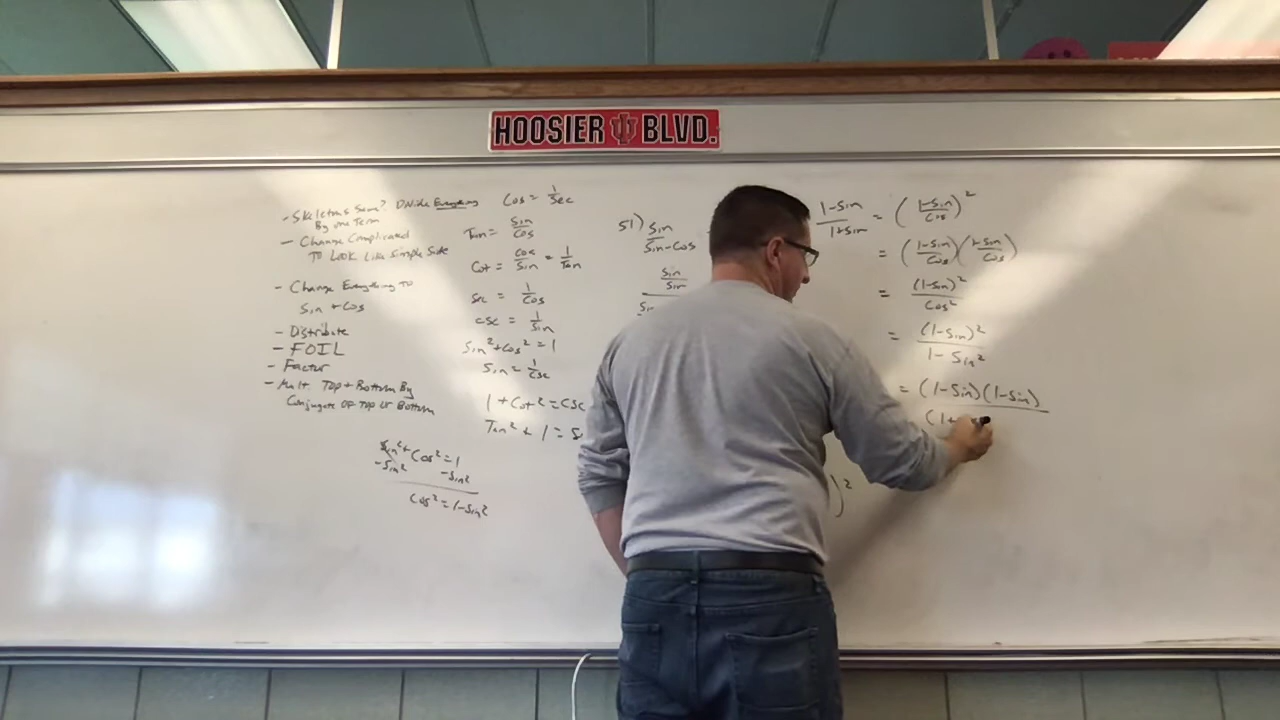 HOOSIER BLVD.
- Skeletons Same? Divide Everything
By one Term
- Change Complicated
To Look Like Simple Side
- Change Everything To
Sin + Cos
- Distribute
- FOIL
- Factor
- Mult. Top + Bottom By
Conjugate OF Top or Bottom
Sin² + Cos² = 1
-Sin² -Sin²
Cos² = 1-Sin²
Cos = 1/Sec
Tan = Sin/Cos
Cot = Cos/Sin = 1/Tan
Sec = 1/Cos
Csc = 1/Sin
Sin² + Cos² = 1
Sin = 1/Csc
1 + Cot² = Csc
Tan² + 1 = S
51) Sin/Sin-Cos
Sin/Sin
Sin
)²
1-Sin/1+Sin = (1-Sin/Cos)²
= (1-Sin/Cos)(1-Sin/Cos)
= (1-Sin)²/Cos²
= (1-Sin)²/1-Sin²
= (1-Sin)(1-Sin)
(1+